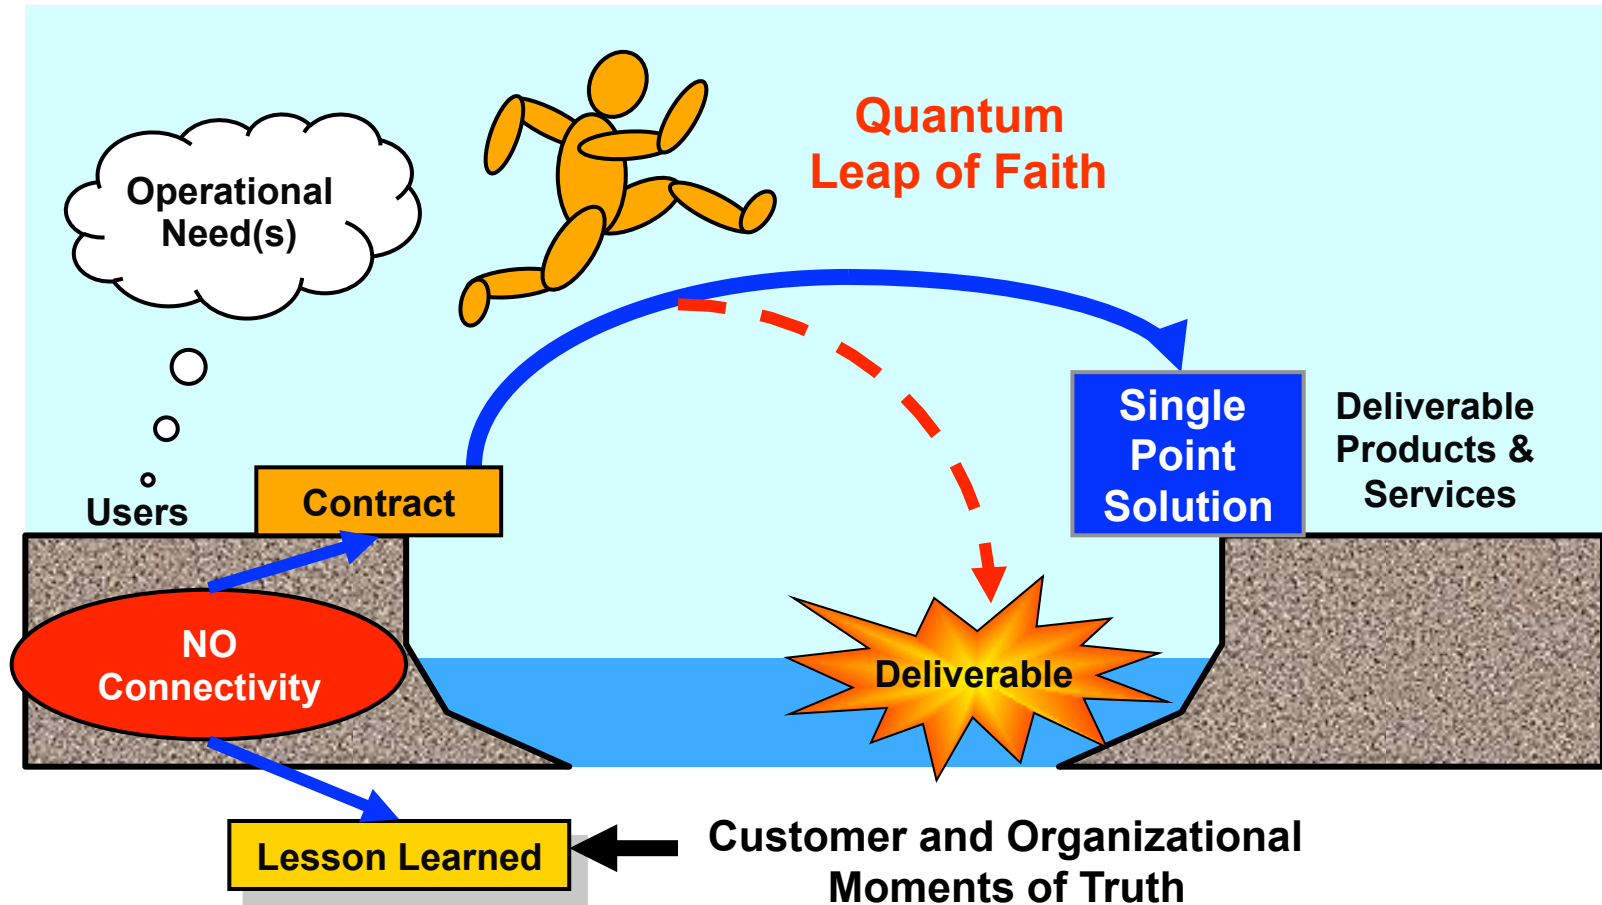 Quantum
Leap of Faith
Operational
Need(s)
Users
Contract
Single
Point
Solution
Deliverable
Products &
Services
NO
Connectivity
Deliverable
Lesson Learned
Customer and Organizational
Moments of Truth